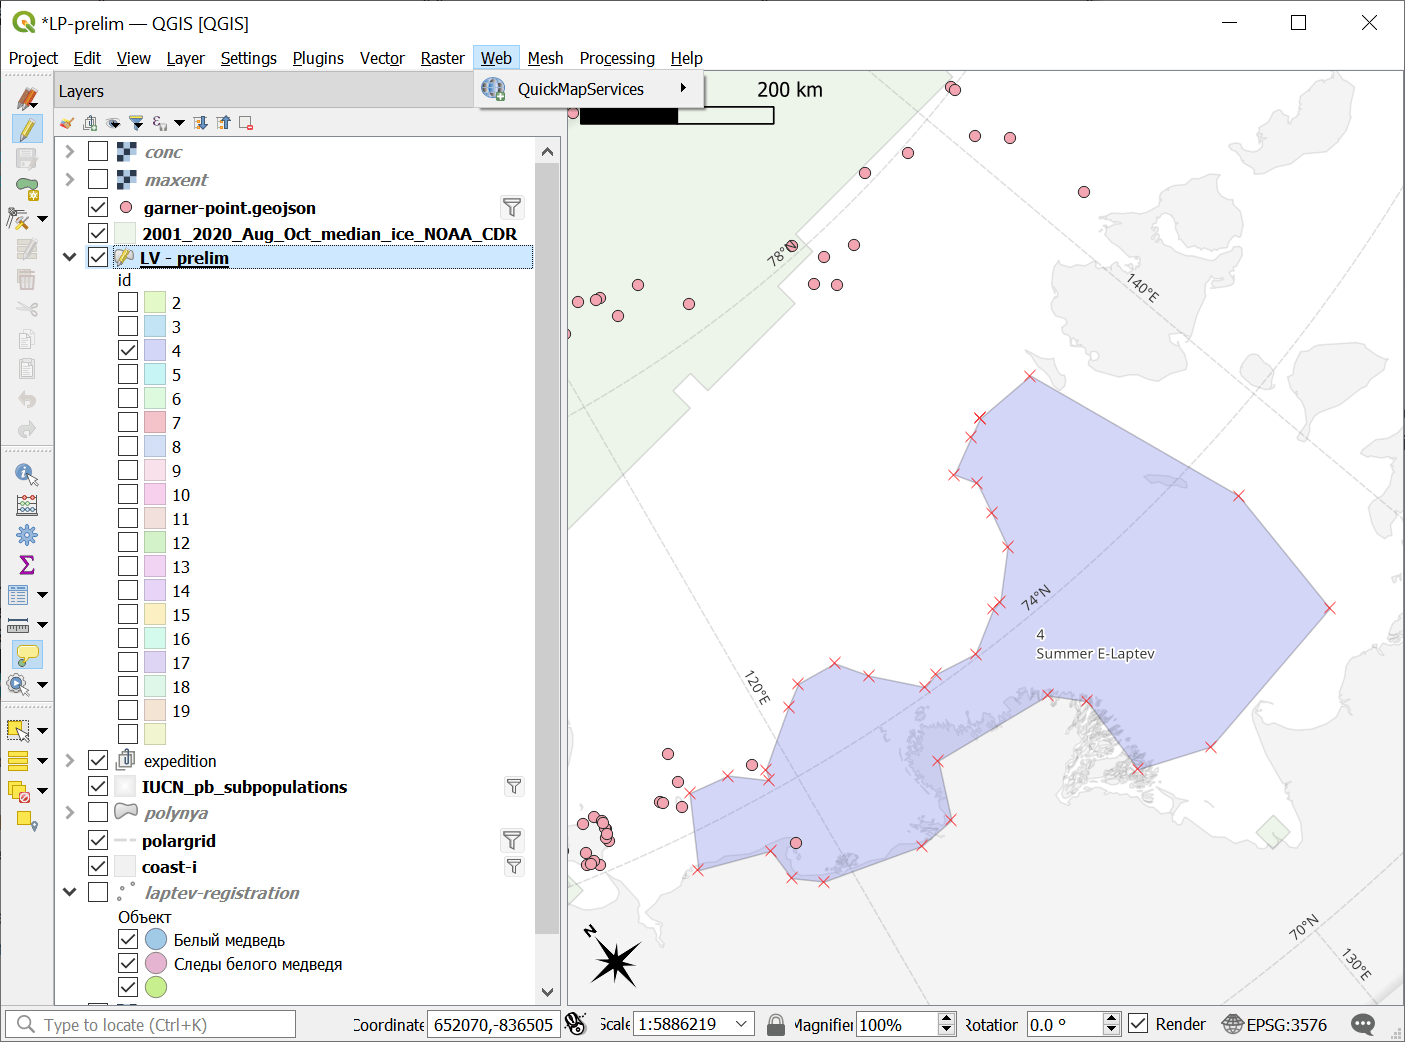 *LP-prelim — QGIS [QGIS]
Project Edit View Layer Settings Plugins Vector Raster Web Mesh Processing Help
QuickMapServices
Layers
200 km
conc
maxent
garner-point.geojson
2001_2020_Aug_Oct_median_ice_NOAA_CDR
LV - prelim
id
2
3
4
5
6
7
8
9
10
11
12
13
14
15
16
17
18
19
expedition
IUCN_pb_subpopulations
polynya
polargrid
coast-i
laptev-registration
Объект
Белый медведь
Следы белого медведя
78°N
140°E
74°N
4
Summer E-Laptev
120°E
70°N
130°E
N
Type to locate (Ctrl+K)
Coordinate 652070,-836505 Scale 1:5886219 Magnifier 100% Rotation 0.0 ° Render EPSG:3576